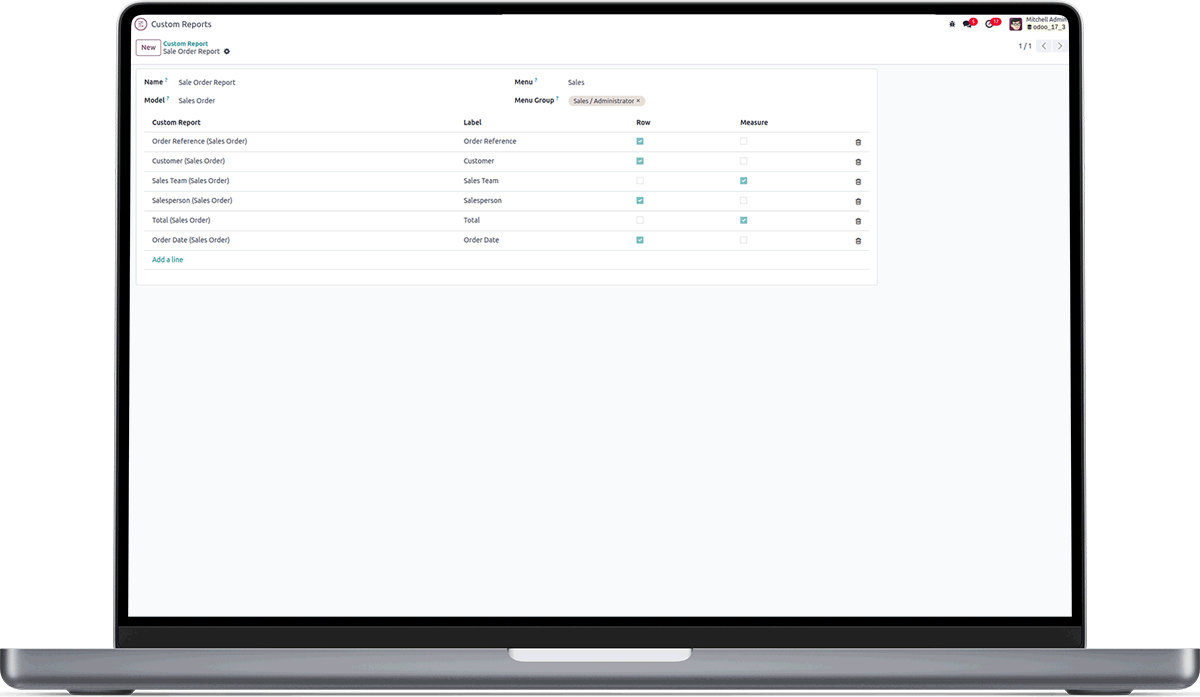 Custom Reports
5
17
Mitchell Admin
odoo_17_3
New
Custom Report
Sale Order Report
1 / 1
Name ?
Sale Order Report
Menu ?
Sales
Model ?
Sales Order
Menu Group ?
Sales / Administrator ×
Custom Report
Label
Row
Measure
Order Reference (Sales Order)
Order Reference
Customer (Sales Order)
Customer
Sales Team (Sales Order)
Sales Team
Salesperson (Sales Order)
Salesperson
Total (Sales Order)
Total
Order Date (Sales Order)
Order Date
Add a line